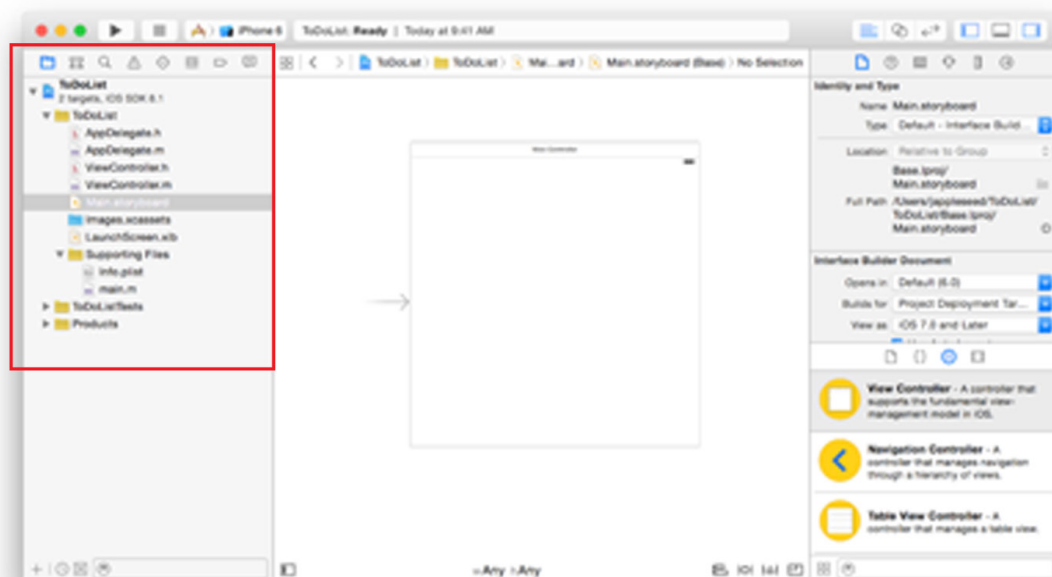 iPhone 6
ToDoList: Ready | Today at 9:41 AM
ToDoList
2 targets, iOS SDK 8.1
ToDoList
AppDelegate.h
AppDelegate.m
ViewController.h
ViewController.m
Main.storyboard
Images.xcassets
LaunchScreen.xib
Supporting Files
Info.plist
main.m
ToDoListTests
Products
ToDoList
ToDoList
Mai...ard
Main.storyboard (Base)
No Selection
View Controller
wAny hAny
Identity and Type
Name Main.storyboard
Type Default - Interface Build...
Location Relative to Group
Base.lproj/
Main.storyboard
Full Path /Users/jappleseed/ToDoList/
ToDoList/Base.lproj/
Main.storyboard
Interface Builder Document
Opens in Default (6.0)
Builds for Project Deployment Tar...
View as iOS 7.0 and Later
View Controller - A controller that
supports the fundamental view-
management model in iOS.
Navigation Controller - A
controller that manages navigation
through a hierarchy of views.
Table View Controller - A
controller that manages a table view.